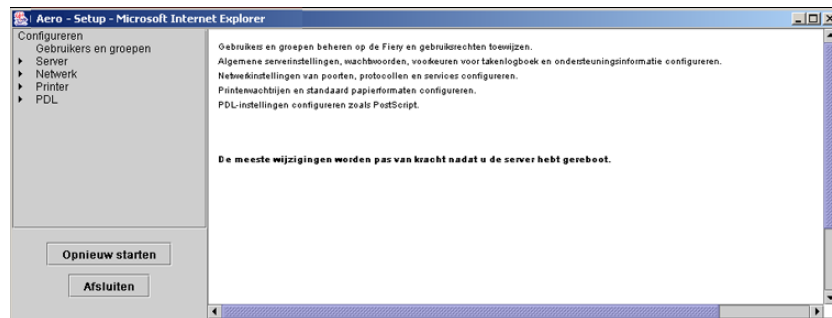 Aero - Setup - Microsoft Internet Explorer
Configureren
Gebruikers en groepen
Server
Netwerk
Printer
PDL
Opnieuw starten
Afsluiten
Gebruikers en groepen beheren op de Fiery en gebruiksrechten toewijzen.
Algemene serverinstellingen, wachtwoorden, voorkeuren voor takenlogboek en ondersteuningsinformatie configureren.
Netwerkinstellingen van poorten, protocollen en services configureren.
Printerwachtrijen en standaard papierformaten configureren.
PDL-instellingen configureren zoals PostScript.
De meeste wijzigingen worden pas van kracht nadat u de server hebt gereboot.